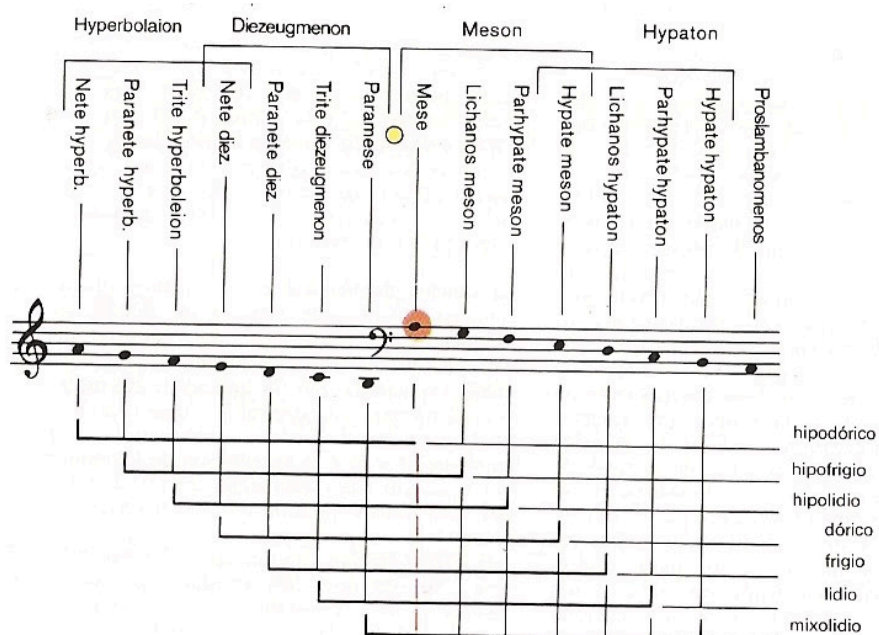 Hyperbolaion
Diezeugmenon
Meson
Hypaton
Nete hyperb.
Paranete hyperb.
Trite hyperboleion
Nete diez.
Paranete diez.
Trite diezeugmenon
Paramese
Mese
Lichanos meson
Parhypate meson
Hypate meson
Lichanos hypaton
Parhypate hypaton
Hypate hypaton
Proslambanomenos
hipodórico
hipofrigio
hipolidio
dórico
frigio
lidio
mixolidio